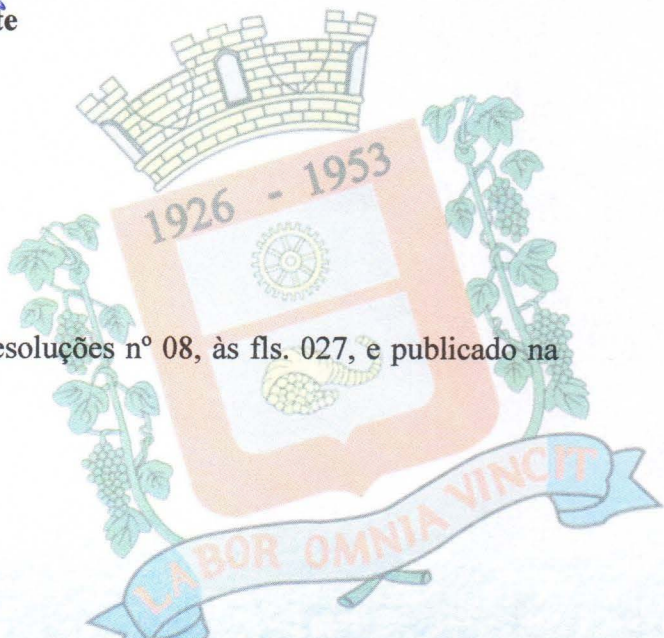 te
1926 - 1953
esoluções nº 08, às fls. 027, e publicado na
LABOR OMNIA VINCIT